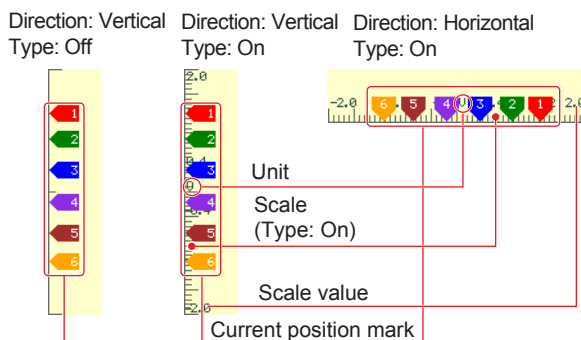 Direction: Vertical
Type: Off
Direction: Vertical
Type: On
Direction: Horizontal
Type: On
1
2
3
4
5
6
2.0
1
2
3
4
5
6
-2.0
-2.0
6
5
4
V
3
2
1
2.0
Unit
Scale
(Type: On)
Scale value
Current position mark